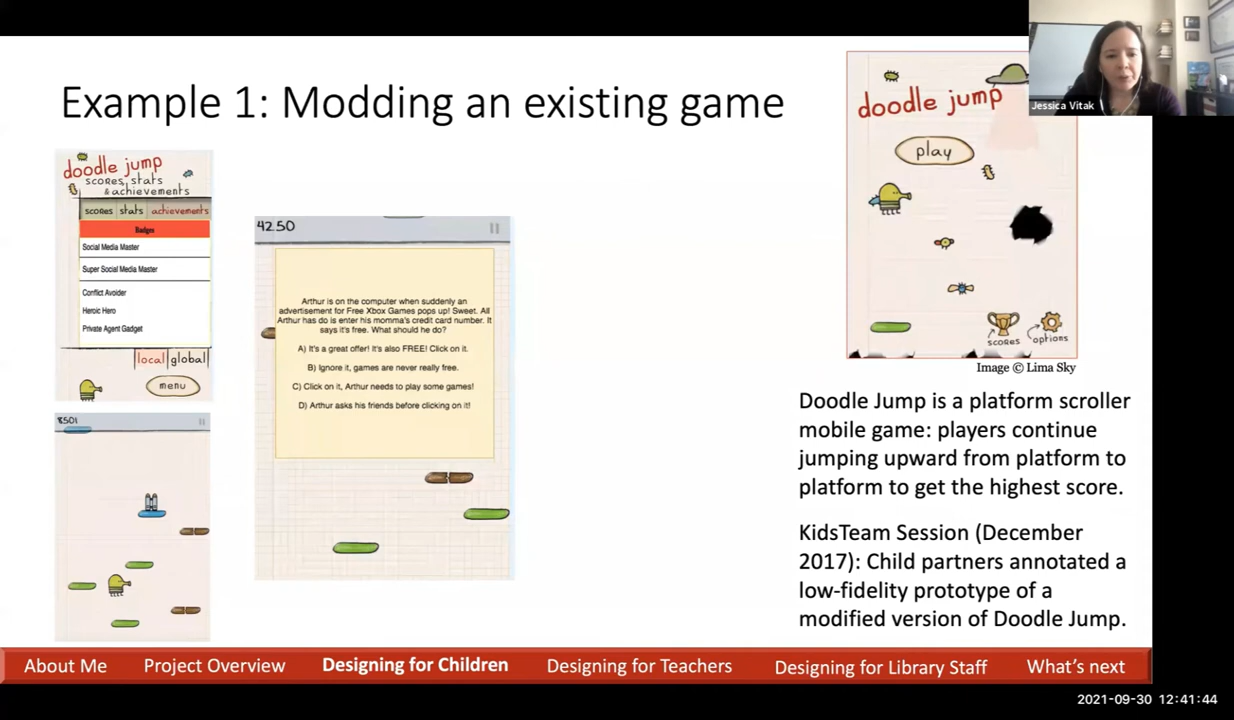 Example 1: Modding an existing game
Jessica Vitak
doodle jump
scores, stats
& achievements
scores stats achievements
Badges
Social Media Master
Super Social Media Master
Conflict Avoider
Heroic Hero
Private Agent Gadget
local global
menu
8501
42.50
Arthur is on the computer when suddenly an
advertisement for Free Xbox Games pops up! Sweet. All
Arthur has do is enter his momma's credit card number. It
says it's free. What should he do?
A) It's a great offer! It's also FREE! Click on it.
B) Ignore it, games are never really free.
C) Click on it, Arthur needs to play some games!
D) Arthur asks his friends before clicking on it!
doodle jump
play
scores
options
Image © Lima Sky
Doodle Jump is a platform scroller
mobile game: players continue
jumping upward from platform to
platform to get the highest score.
KidsTeam Session (December
2017): Child partners annotated a
low-fidelity prototype of a
modified version of Doodle Jump.
About Me Project Overview Designing for Children Designing for Teachers Designing for Library Staff What's next
2021-09-30 12:41:44